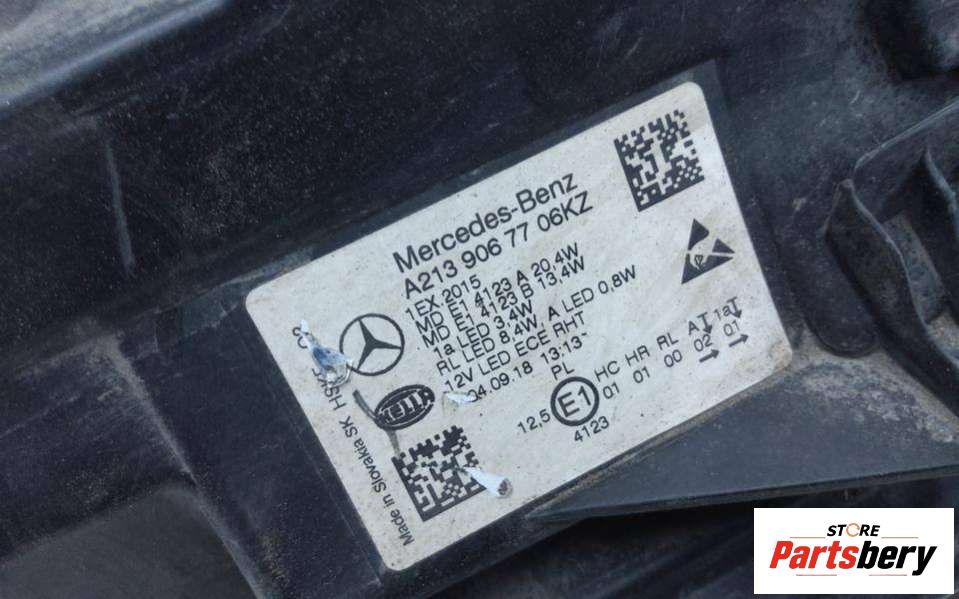 Mercedes-Benz
A213 906 77 06KZ
1EX.2015
MD E1 4123 A 20,4W
MD E1 4123 B 13,4W
1a LED 3,4W
RL LED 8,4W, A LED 0,8W
12V LED ECE RHT
04.09.18 13:13
PL
HC HR RL AT 1aT
01 01 00 02 01
12,5 E1
4123
Made in Slovakia SK
STORE
Partsbery